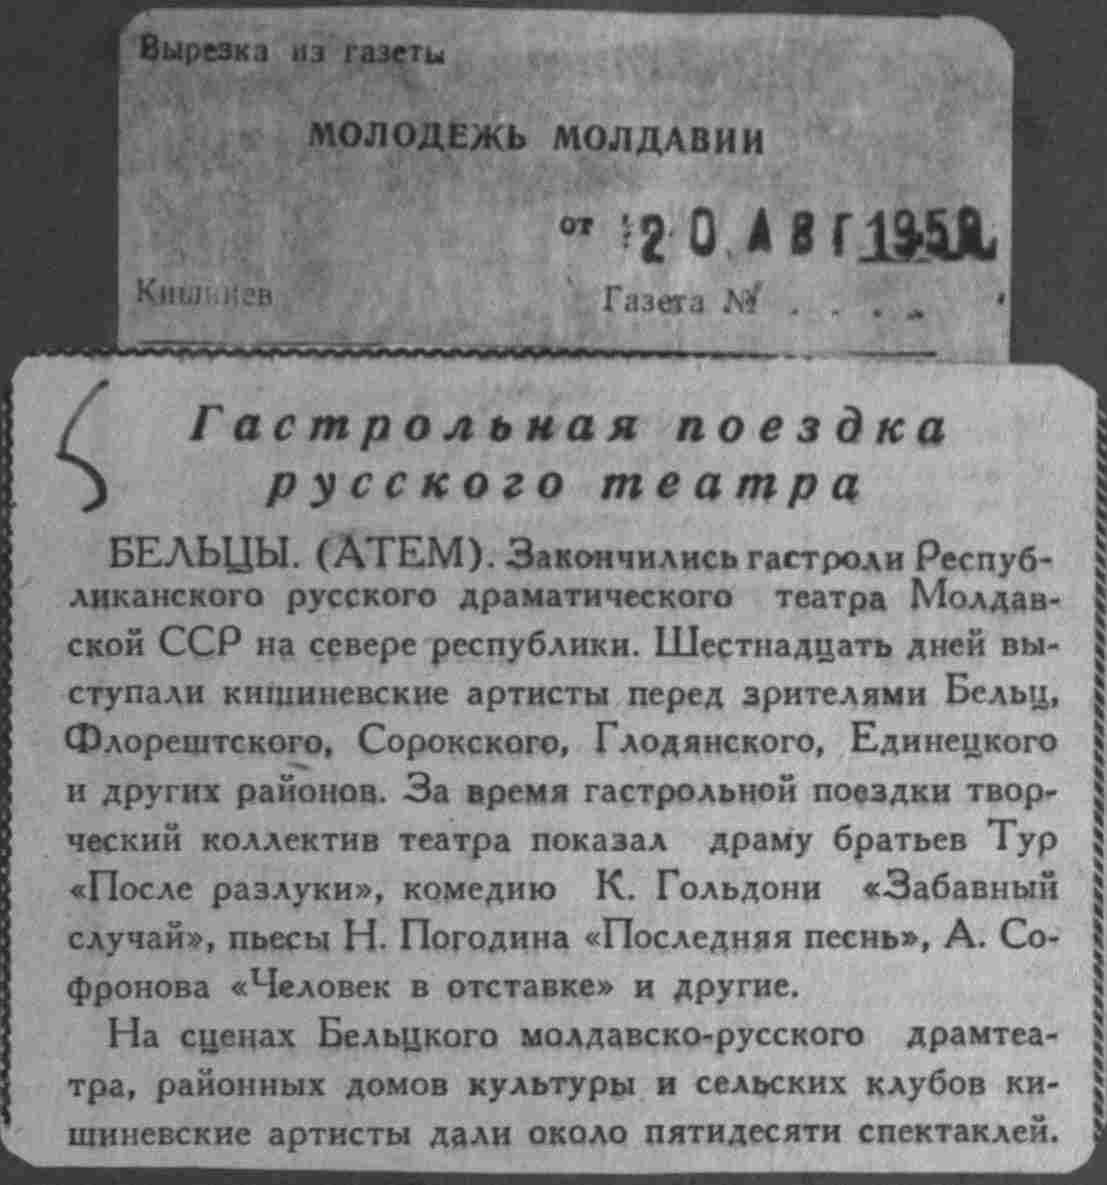 Вырезка из газеты
МОЛОДЕЖЬ МОЛДАВИИ
от 20 АВГ
Кишинев Газета № . . . .
Гастрольная поездка
русского театра
БЕЛЬЦЫ. (АТЕМ). Закончились гастроли Респуб-
ликанского русского драматического театра Молдав-
ской ССР на севере республики. Шестнадцать дней вы-
ступали кишиневские артисты перед зрителями Бельц,
Флорештского, Сорокского, Глодянского, Единецкого
и других районов. За время гастрольной поездки твор-
ческий коллектив театра показал драму братьев Тур
«После разлуки», комедию К. Гольдони «Забавный
случай», пьесы Н. Погодина «Последняя песнь», А. Со-
фронова «Человек в отставке» и другие.
На сценах Бельцкого молдавско-русского драмтеа-
тра, районных домов культуры и сельских клубов ки-
шиневские артисты дали около пятидесяти спектаклей.